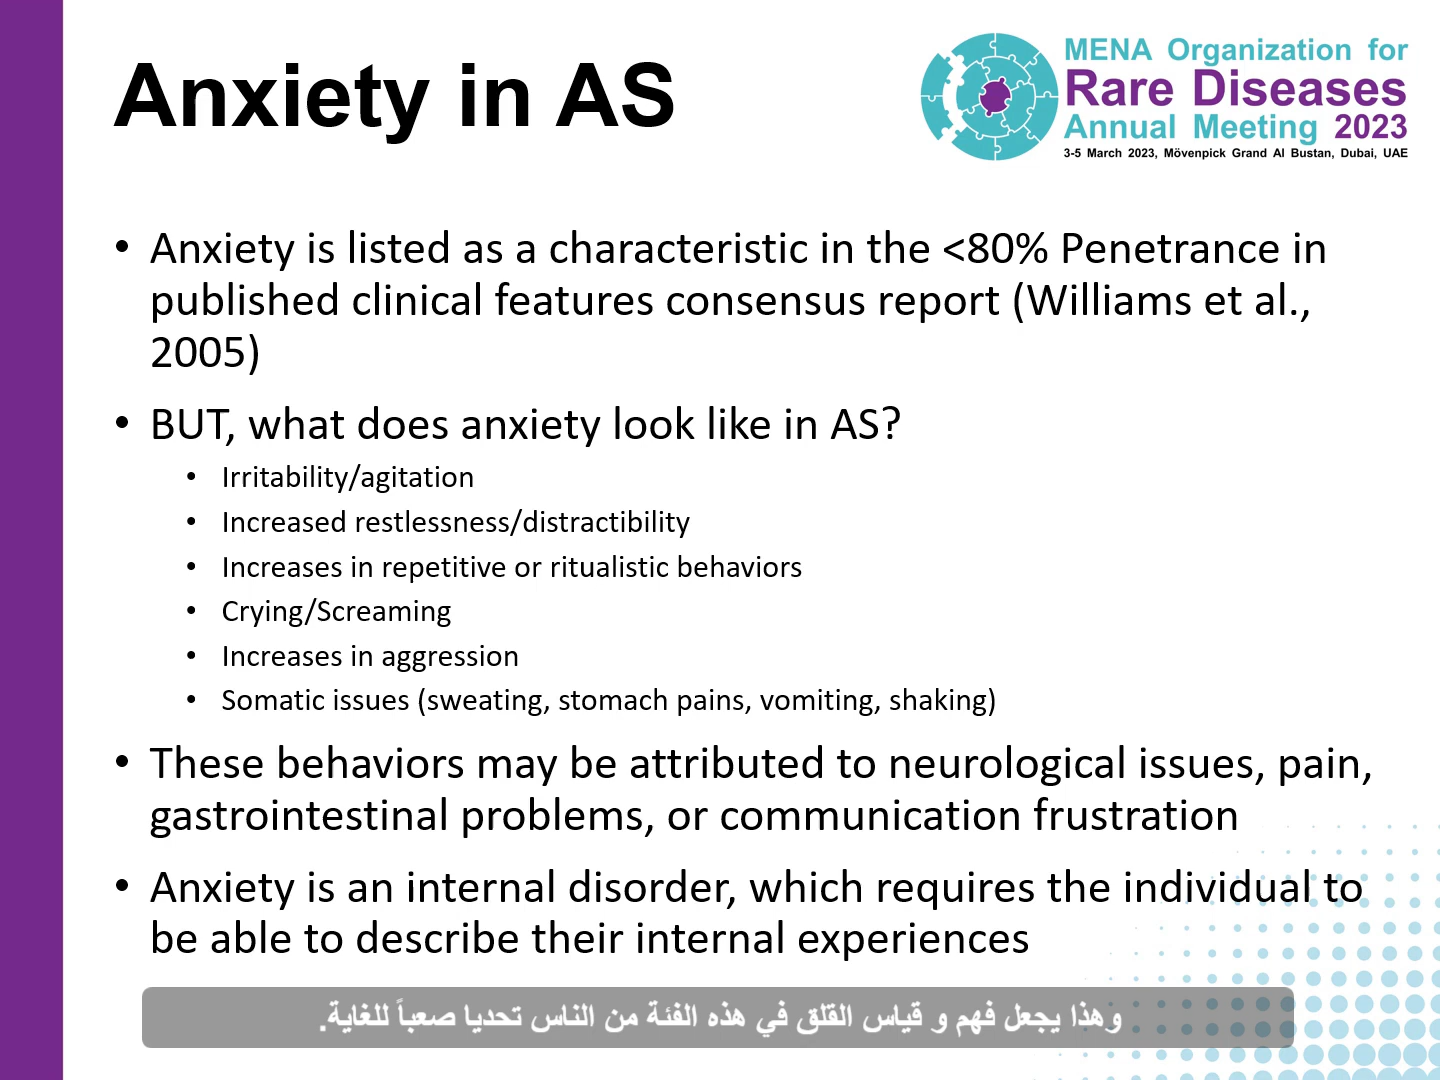 Anxiety in AS
MENA Organization for
Rare Diseases
Annual Meeting 2023
3-5 March 2023, Mövenpick Grand Al Bustan, Dubai, UAE
• Anxiety is listed as a characteristic in the <80% Penetrance in
published clinical features consensus report (Williams et al.,
2005)
• BUT, what does anxiety look like in AS?
• Irritability/agitation
• Increased restlessness/distractibility
• Increases in repetitive or ritualistic behaviors
• Crying/Screaming
• Increases in aggression
• Somatic issues (sweating, stomach pains, vomiting, shaking)
• These behaviors may be attributed to neurological issues, pain,
gastrointestinal problems, or communication frustration
• Anxiety is an internal disorder, which requires the individual to
be able to describe their internal experiences
وهذا يجعل فهم و قياس القلق في هذه الفئة من الناس تحديا صعباً للغاية.